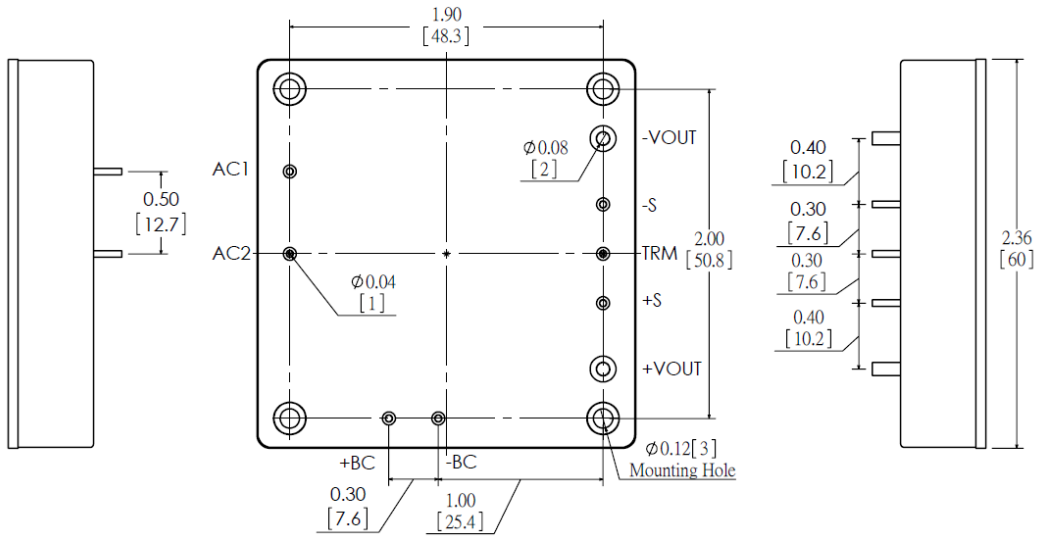 1.90
[48.3]
AC1
0.50
[12.7]
AC2
Ø0.04
[1]
Ø0.08
[2]
-VOUT
-S
TRM
+S
+VOUT
2.00
[50.8]
Ø0.12[3]
Mounting Hole
+BC
-BC
0.30
[7.6]
1.00
[25.4]
0.40
[10.2]
0.30
[7.6]
0.30
[7.6]
0.40
[10.2]
2.36
[60]